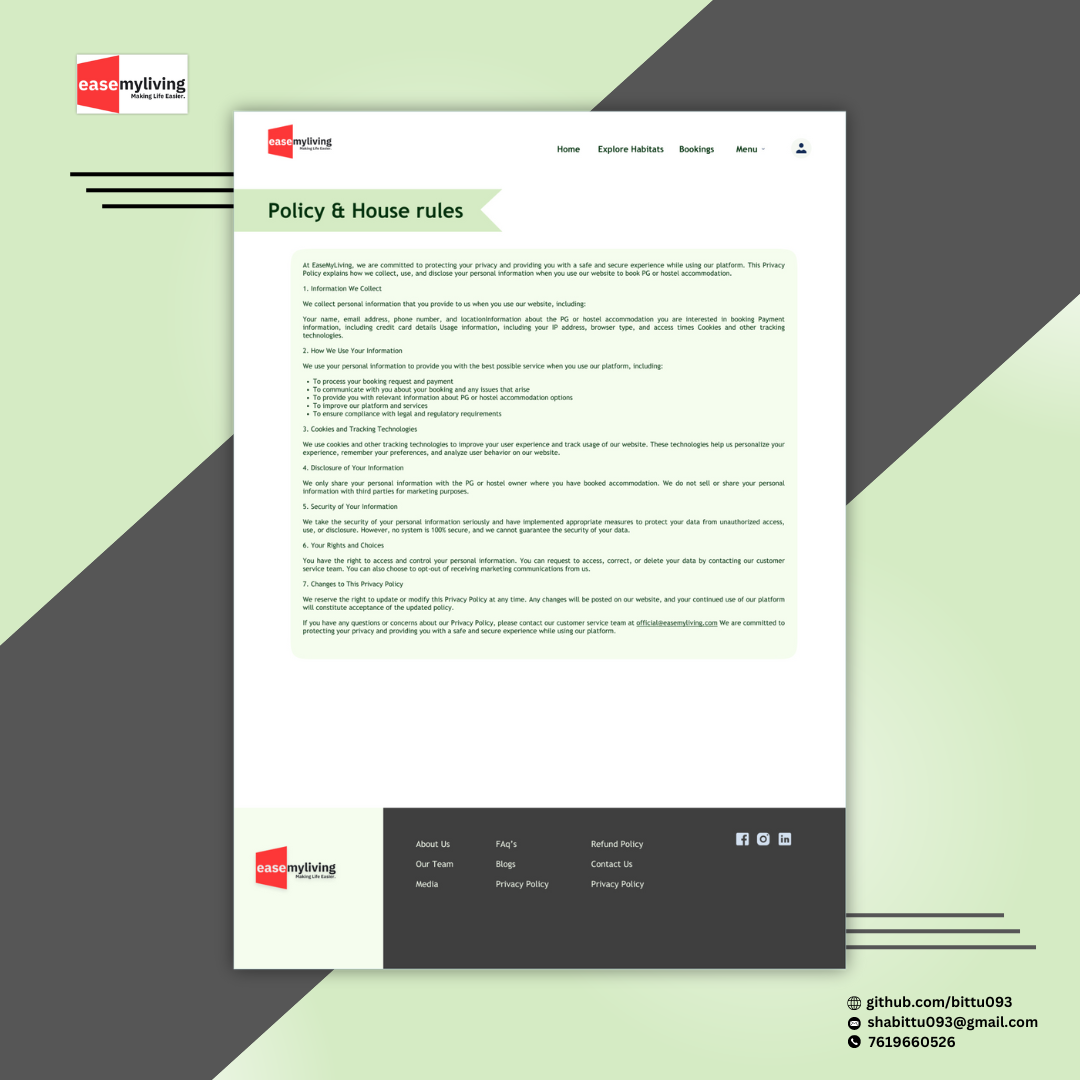 easemyliving
Making Life Easier.
easemyliving
Making Life Easier.
Home Explore Habitats Bookings Menu
Policy & House rules
At EaseMyLiving, we are committed to protecting your privacy and providing you with a safe and secure experience while using our platform. This Privacy
Policy explains how we collect, use, and disclose your personal information when you use our website to book PG or hostel accommodation.
1. Information We Collect
We collect personal information that you provide to us when you use our website, including:
Your name, email address, phone number, and locationInformation about the PG or hostel accommodation you are interested in booking Payment
information, including credit card details Usage information, including your IP address, browser type, and access times Cookies and other tracking
technologies.
2. How We Use Your Information
We use your personal information to provide you with the best possible service when you use our platform, including:
• To process your booking request and payment
• To communicate with you about your booking and any issues that arise
• To provide you with relevant information about PG or hostel accommodation options
• To improve our platform and services
• To ensure compliance with legal and regulatory requirements
3. Cookies and Tracking Technologies
We use cookies and other tracking technologies to improve your user experience and track usage of our website. These technologies help us personalize your
experience, remember your preferences, and analyze user behavior on our website.
4. Disclosure of Your Information
We only share your personal information with the PG or hostel owner where you have booked accommodation. We do not sell or share your personal
information with third parties for marketing purposes.
5. Security of Your Information
We take the security of your personal information seriously and have implemented appropriate measures to protect your data from unauthorized access,
use, or disclosure. However, no system is 100% secure, and we cannot guarantee the security of your data.
6. Your Rights and Choices
You have the right to access and control your personal information. You can request to access, correct, or delete your data by contacting our customer
service team. You can also choose to opt-out of receiving marketing communications from us.
7. Changes to This Privacy Policy
We reserve the right to update or modify this Privacy Policy at any time. Any changes will be posted on our website, and your continued use of our platform
will constitute acceptance of the updated policy.
If you have any questions or concerns about our Privacy Policy, please contact our customer service team at official@easemyliving.com We are committed to
protecting your privacy and providing you with a safe and secure experience while using our platform.
easemyliving
Making Life Easier.
About Us FAq's Refund Policy
Our Team Blogs Contact Us
Media Privacy Policy Privacy Policy
github.com/bittu093
shabittu093@gmail.com
7619660526